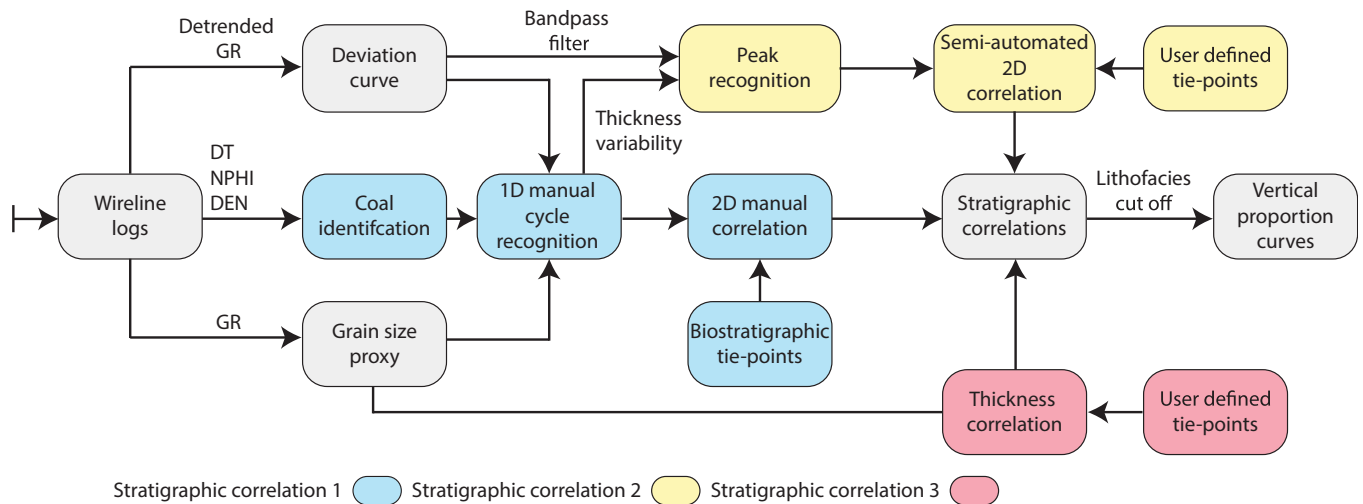 Detrended
GR
Deviation
curve
Bandpass
filter
Peak
recognition
Semi-automated
2D
correlation
User defined
tie-points
Thickness
variability
DT
NPHI
DEN
Wireline
logs
Coal
identifcation
1D manual
cycle
recognition
2D manual
correlation
Stratigraphic
correlations
Lithofacies
cut off
Vertical
proportion
curves
GR
Grain size
proxy
Biostratigraphic
tie-points
Thickness
correlation
User defined
tie-points
Stratigraphic correlation 1
Stratigraphic correlation 2
Stratigraphic correlation 3